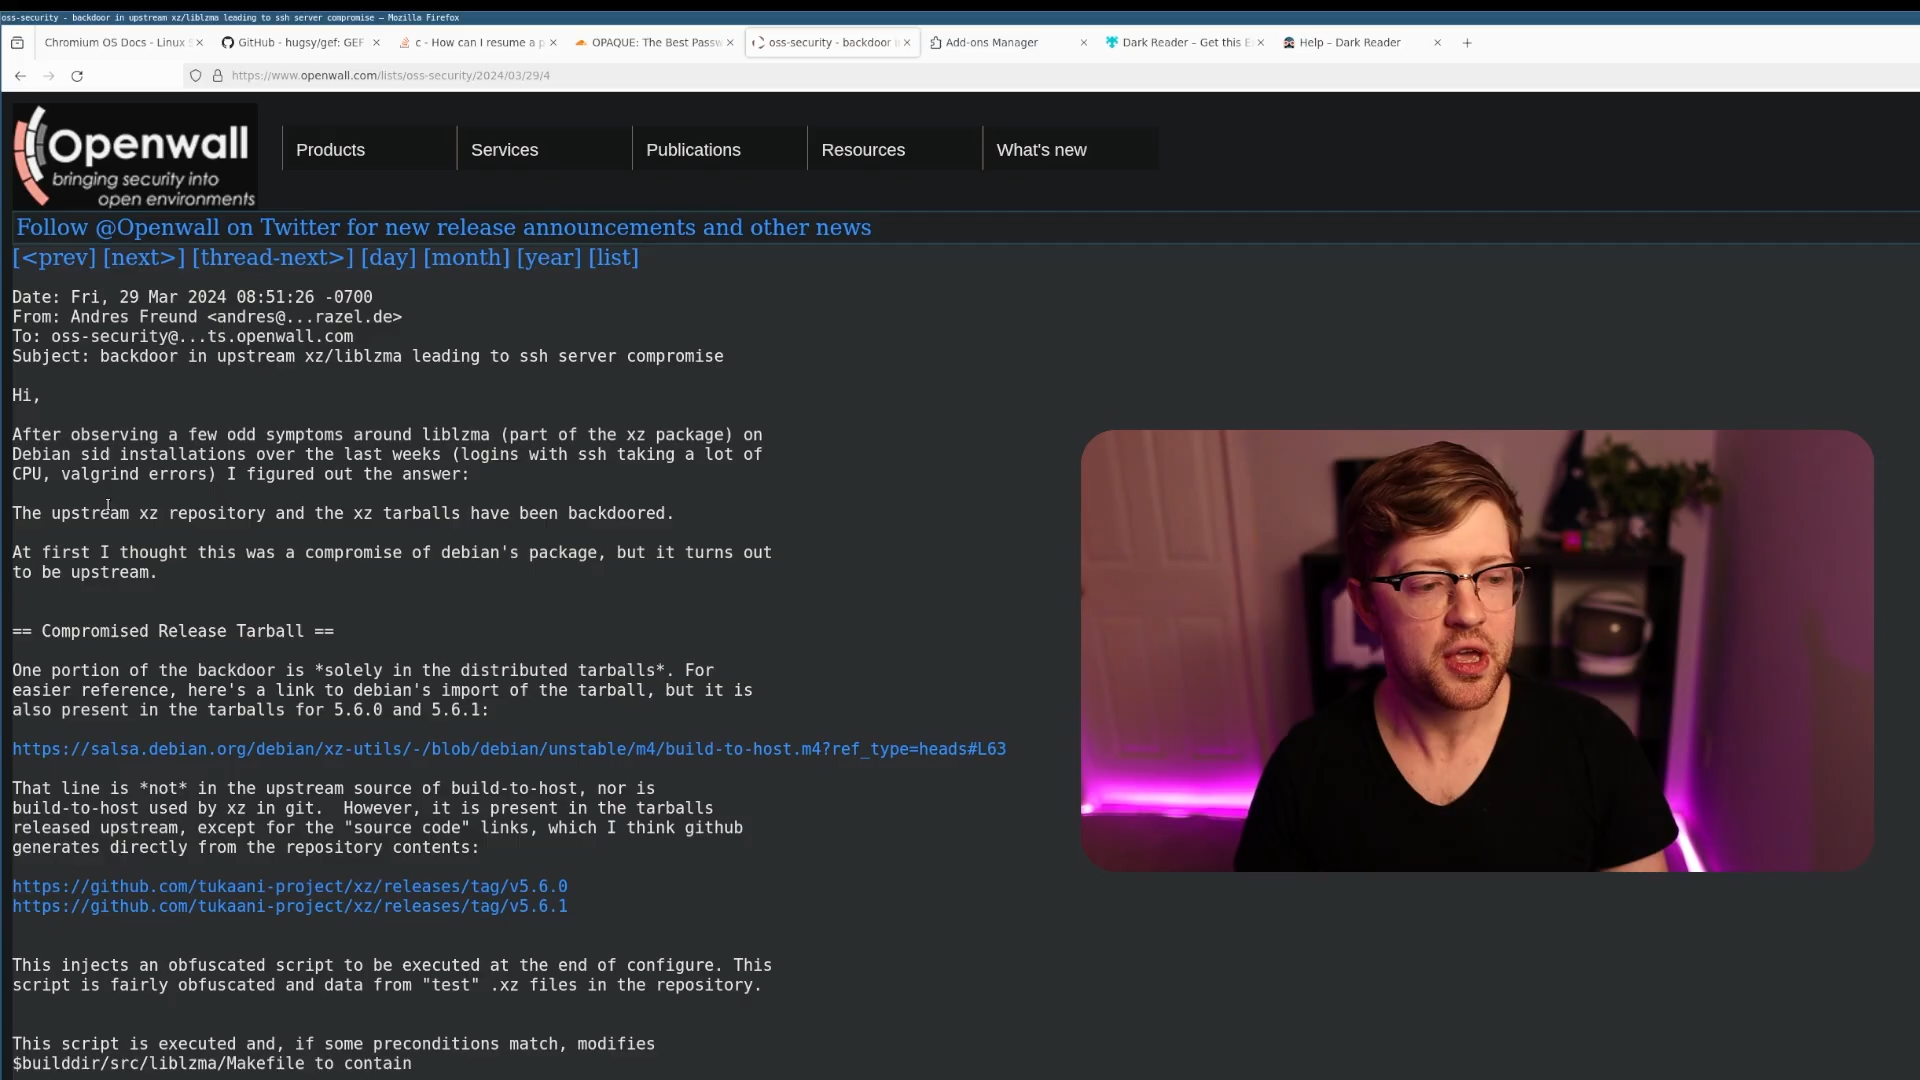 oss-security - backdoor in upstream xz/liblzma leading to ssh server compromise — Mozilla Firefox
Chromium OS Docs - Linux
GitHub - hugsy/gef: GEF
c - How can I resume a p
OPAQUE: The Best Passw
oss-security - backdoor
Add-ons Manager
Dark Reader – Get this E
Help – Dark Reader
https://www.openwall.com/lists/oss-security/2024/03/29/4
Openwall
bringing security into
open environments
Products
Services
Publications
Resources
What's new
Follow @Openwall on Twitter for new release announcements and other news
[<prev] [next>] [thread-next>] [day] [month] [year] [list]
Date: Fri, 29 Mar 2024 08:51:26 -0700
From: Andres Freund <andres@...razel.de>
To: oss-security@...ts.openwall.com
Subject: backdoor in upstream xz/liblzma leading to ssh server compromise
Hi,
After observing a few odd symptoms around liblzma (part of the xz package) on
Debian sid installations over the last weeks (logins with ssh taking a lot of
CPU, valgrind errors) I figured out the answer:
The upstream xz repository and the xz tarballs have been backdoored.
At first I thought this was a compromise of debian's package, but it turns out
to be upstream.
== Compromised Release Tarball ==
One portion of the backdoor is *solely in the distributed tarballs*. For
easier reference, here's a link to debian's import of the tarball, but it is
also present in the tarballs for 5.6.0 and 5.6.1:
https://salsa.debian.org/debian/xz-utils/-/blob/debian/unstable/m4/build-to-host.m4?ref_type=heads#L63
That line is *not* in the upstream source of build-to-host, nor is
build-to-host used by xz in git.  However, it is present in the tarballs
released upstream, except for the "source code" links, which I think github
generates directly from the repository contents:
https://github.com/tukaani-project/xz/releases/tag/v5.6.0
https://github.com/tukaani-project/xz/releases/tag/v5.6.1
This injects an obfuscated script to be executed at the end of configure. This
script is fairly obfuscated and data from "test" .xz files in the repository.
This script is executed and, if some preconditions match, modifies
$builddir/src/liblzma/Makefile to contain